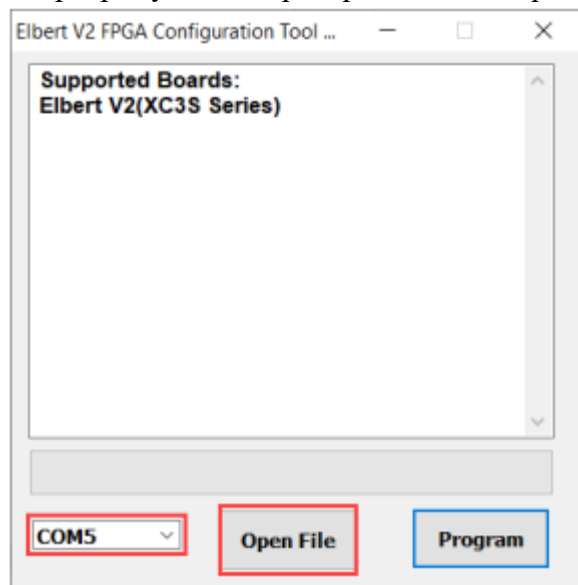 Elbert V2 FPGA Configuration Tool ...
Supported Boards:
Elbert V2(XC3S Series)
COM5
Open File
Program